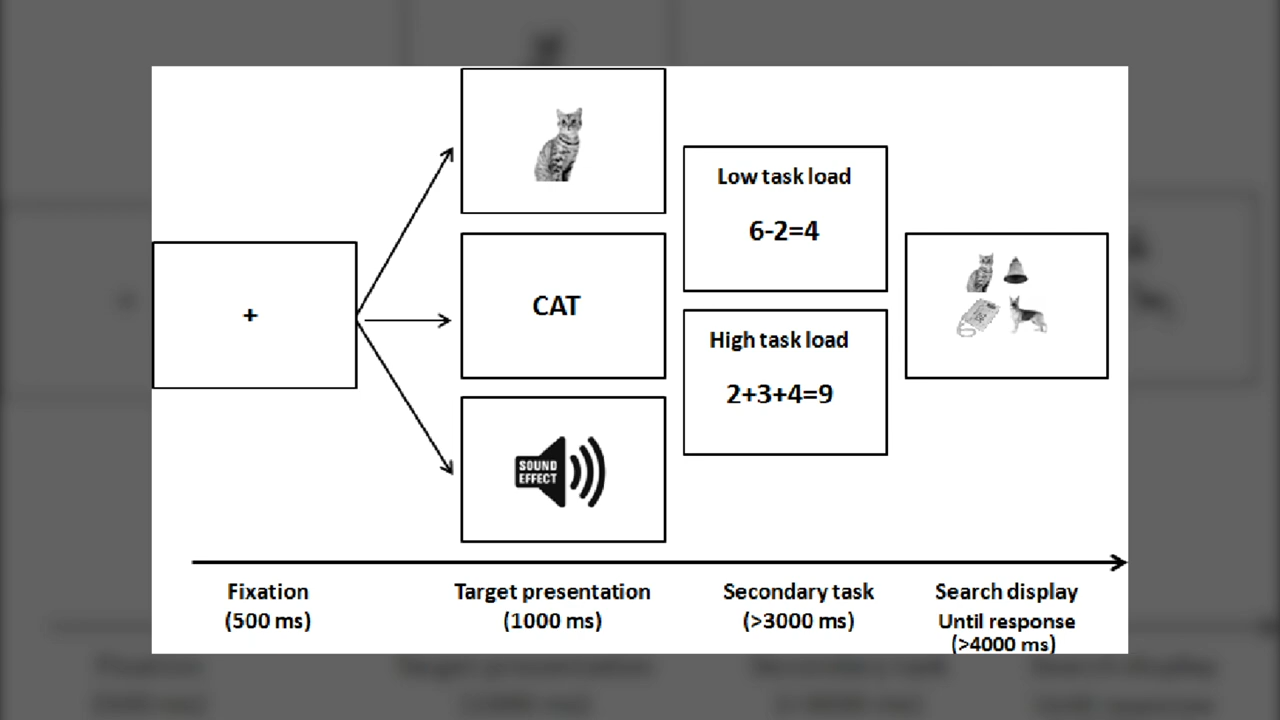 +
CAT
SOUND
EFFECT
Low task load
6-2=4
High task load
2+3+4=9
Fixation
(500 ms)
Target presentation
(1000 ms)
Secondary task
(>3000 ms)
Search display
Until response
(>4000 ms)